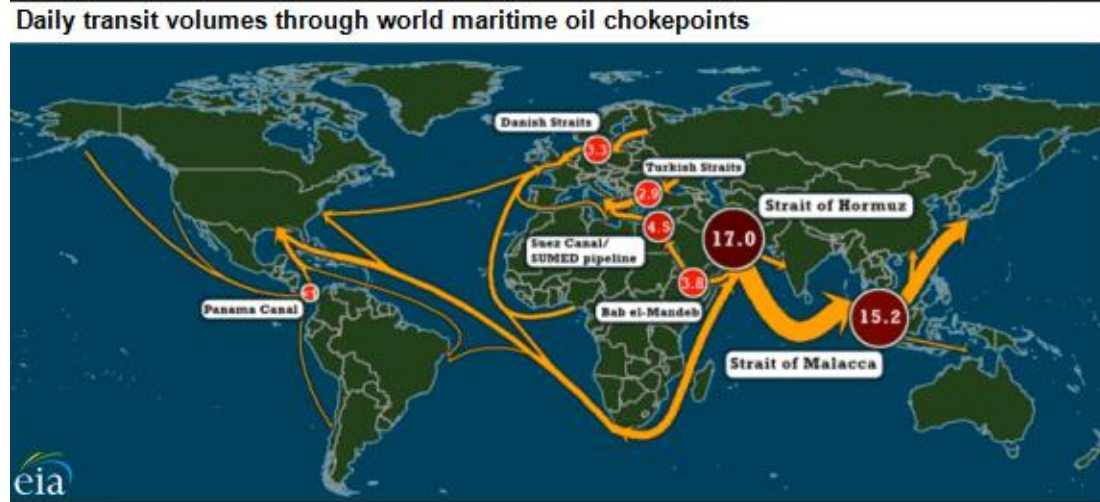 Daily transit volumes through world maritime oil chokepoints
Danish Straits
3.3
Turkish Straits
2.9
Strait of Hormuz
17.0
4.5
Suez Canal/
SUMED pipeline
3.8
Bab el-Mandeb
Panama Canal
15.2
Strait of Malacca
eia